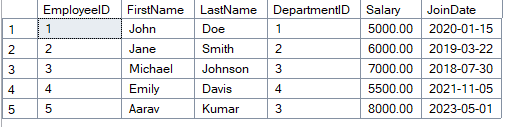 EmployeeID FirstName LastName DepartmentID Salary JoinDate
1 1 John Doe 1 5000.00 2020-01-15
2 2 Jane Smith 2 6000.00 2019-03-22
3 3 Michael Johnson 3 7000.00 2018-07-30
4 4 Emily Davis 4 5500.00 2021-11-05
5 5 Aarav Kumar 3 8000.00 2023-05-01